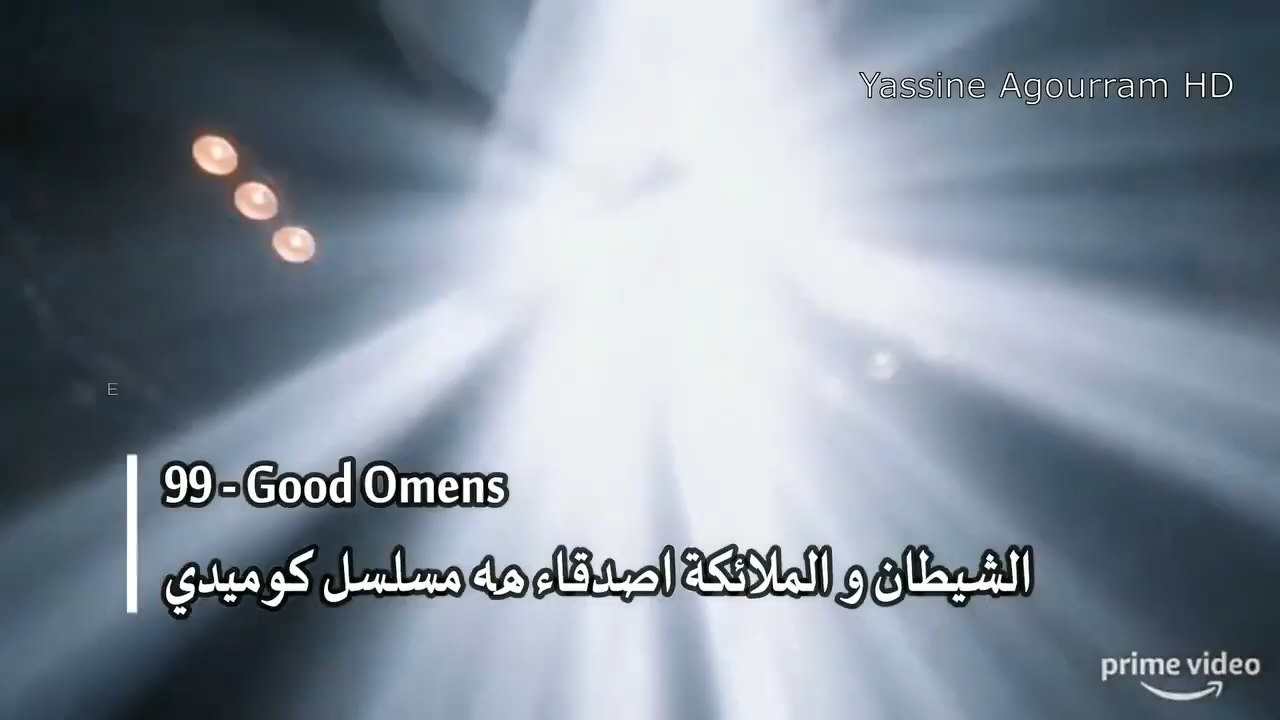 Yassine Agourram HD
E
99 - Good Omens
الشيطان و الملائكة اصدقاء هه مسلسل كوميدي
prime video